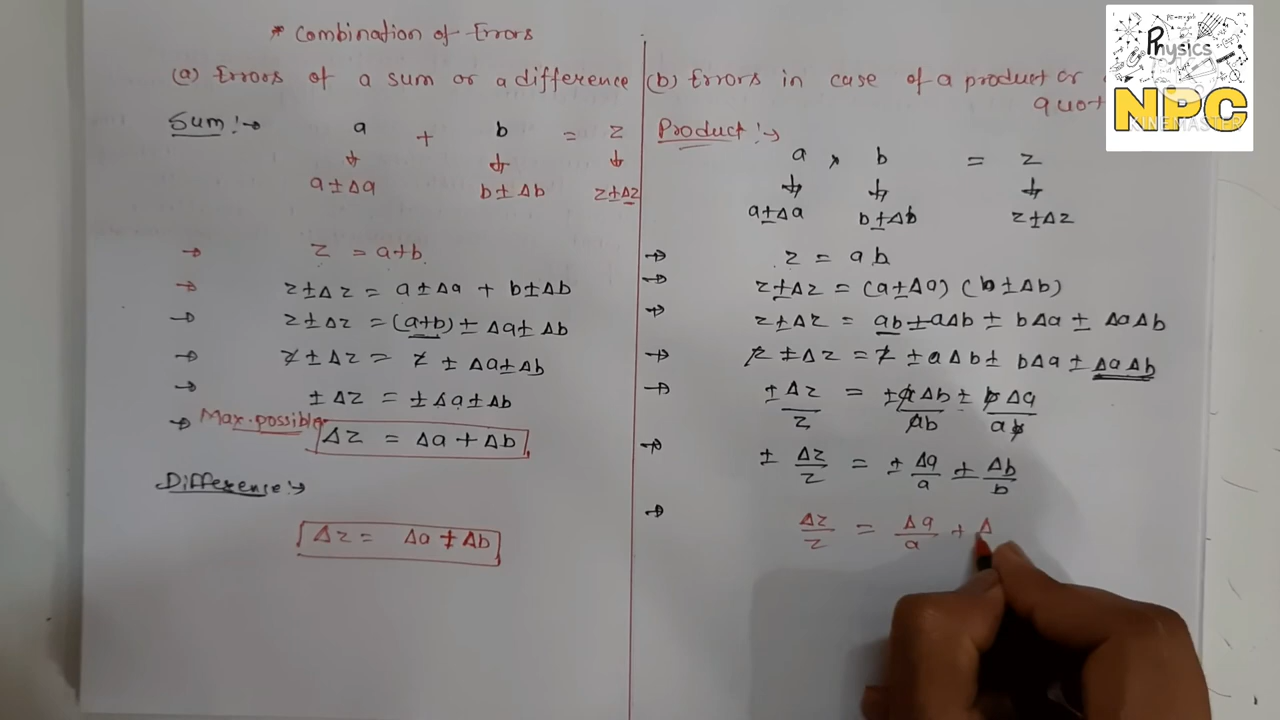 * Combination of Errors
(a) Errors of a sum or a difference
Sum :→
a + b = z
a±Δa b±Δb z±Δz
→ z = a+b
→ z±Δz = a±Δa + b±Δb
→ z±Δz = (a+b) ± Δa± Δb
→ z ± Δz = z ± Δa±Δb
→ ± Δz = ± Δa±Δb
→ Max. possible Δz = Δa + Δb
Difference :→
Δz = Δa + Δb
(b) Errors in case of a product or
quot
Product :→
a × b = z
a±Δa b±Δb z±Δz
→ z = ab
→ z±Δz = (a±Δa) (b±Δb)
→ z±Δz = ab ±aΔb ± bΔa ± ΔaΔb
→ z ±Δz = z ±aΔb± bΔa ± ΔaΔb
→ ±Δz/z = ±aΔb/ab ± bΔa/ab
→ ± Δz/z = ± Δa/a ± Δb/b
→ Δz/z = Δa/a + Δ
Physics
NPC
KINEMASTER